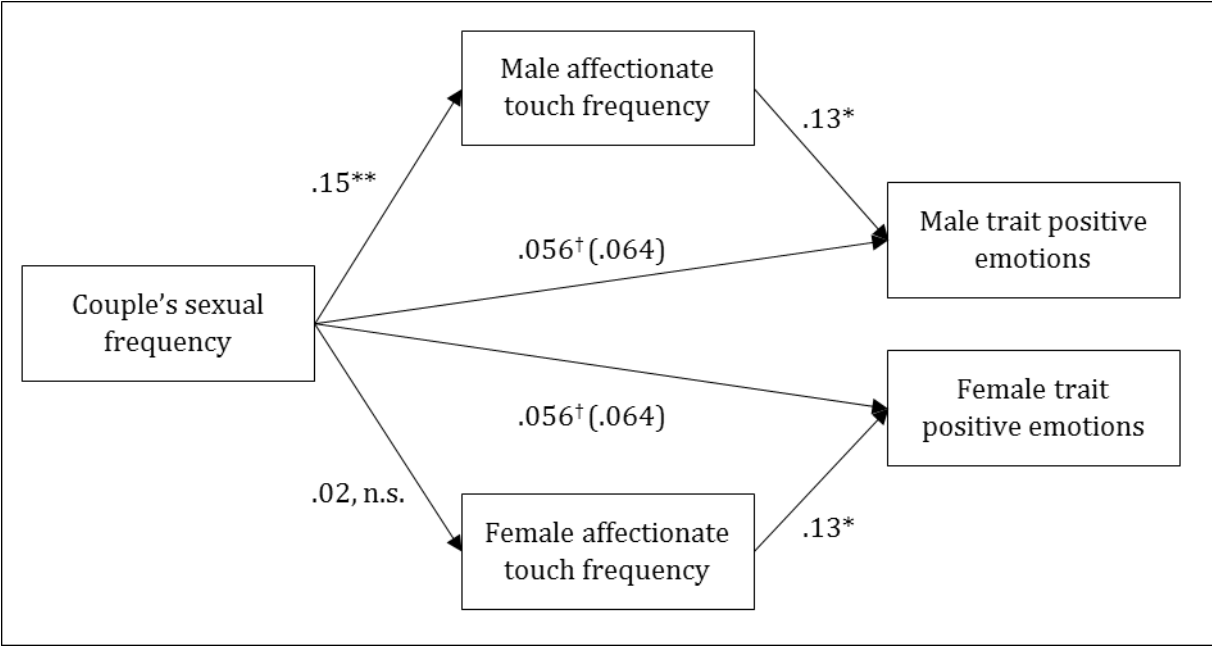 Male affectionate
touch frequency
.13*
.15**
Male trait positive
emotions
.056† (.064)
Couple’s sexual
frequency
Female trait
positive emotions
.056† (.064)
.02, n.s.
Female affectionate
touch frequency
.13*